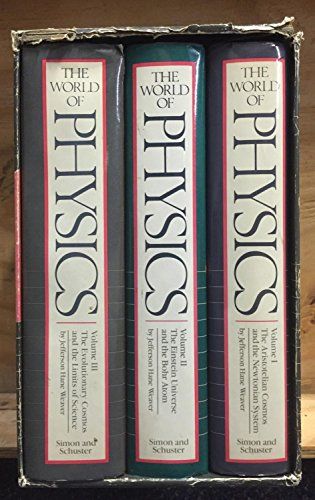 THE
WORLD
OF
PHYSICS
Volume III
The Evolutionary Cosmos
and the Limits of Science
by Jefferson Hane Weaver
Simon and
Schuster
THE
WORLD
OF
PHYSICS
Volume II
The Einstein Universe
and the Bohr Atom
by Jefferson Hane Weaver
Simon and
Schuster
THE
WORLD
OF
PHYSICS
Volume I
The Aristotelian Cosmos
and the Newtonian System
by Jefferson Hane Weaver
Simon and
Schuster